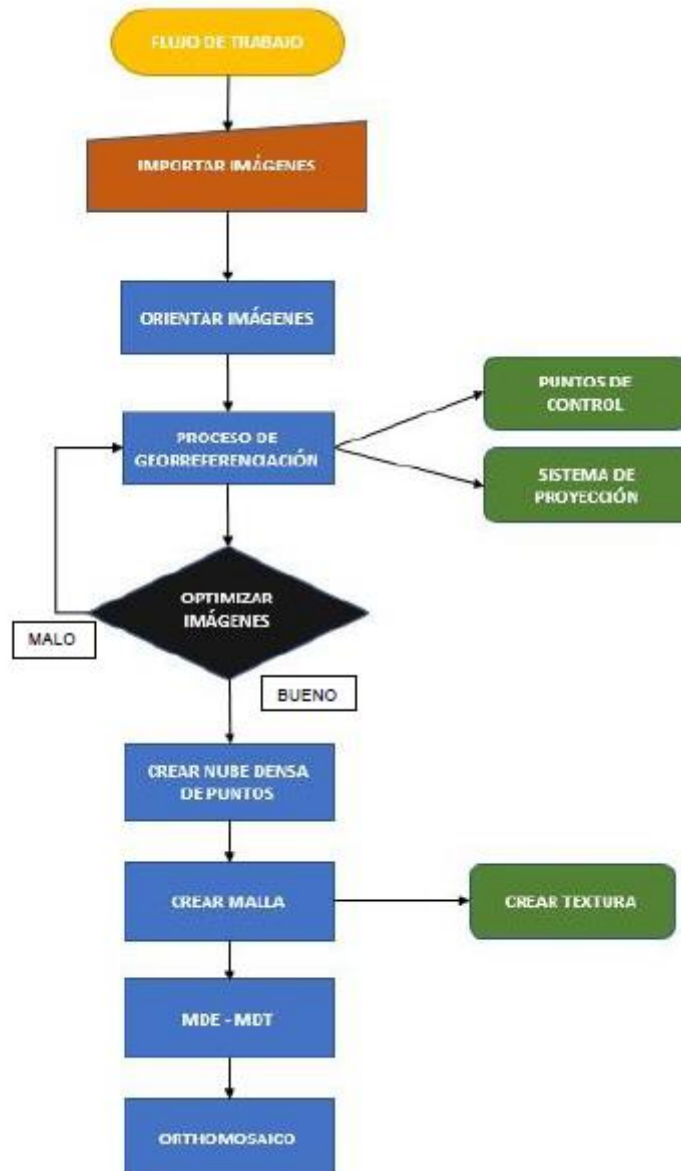 FLUJO DE TRABAJO
IMPORTAR IMÁGENES
ORIENTAR IMÁGENES
PROCESO DE
GEORREFERENCIACIÓN
PUNTOS DE
CONTROL
SISTEMA DE
PROYECCIÓN
OPTIMIZAR
IMÁGENES
MALO
BUENO
CREAR NUBE DENSA
DE PUNTOS
CREAR MALLA
CREAR TEXTURA
MDE - MDT
ORTHOMOSAICO